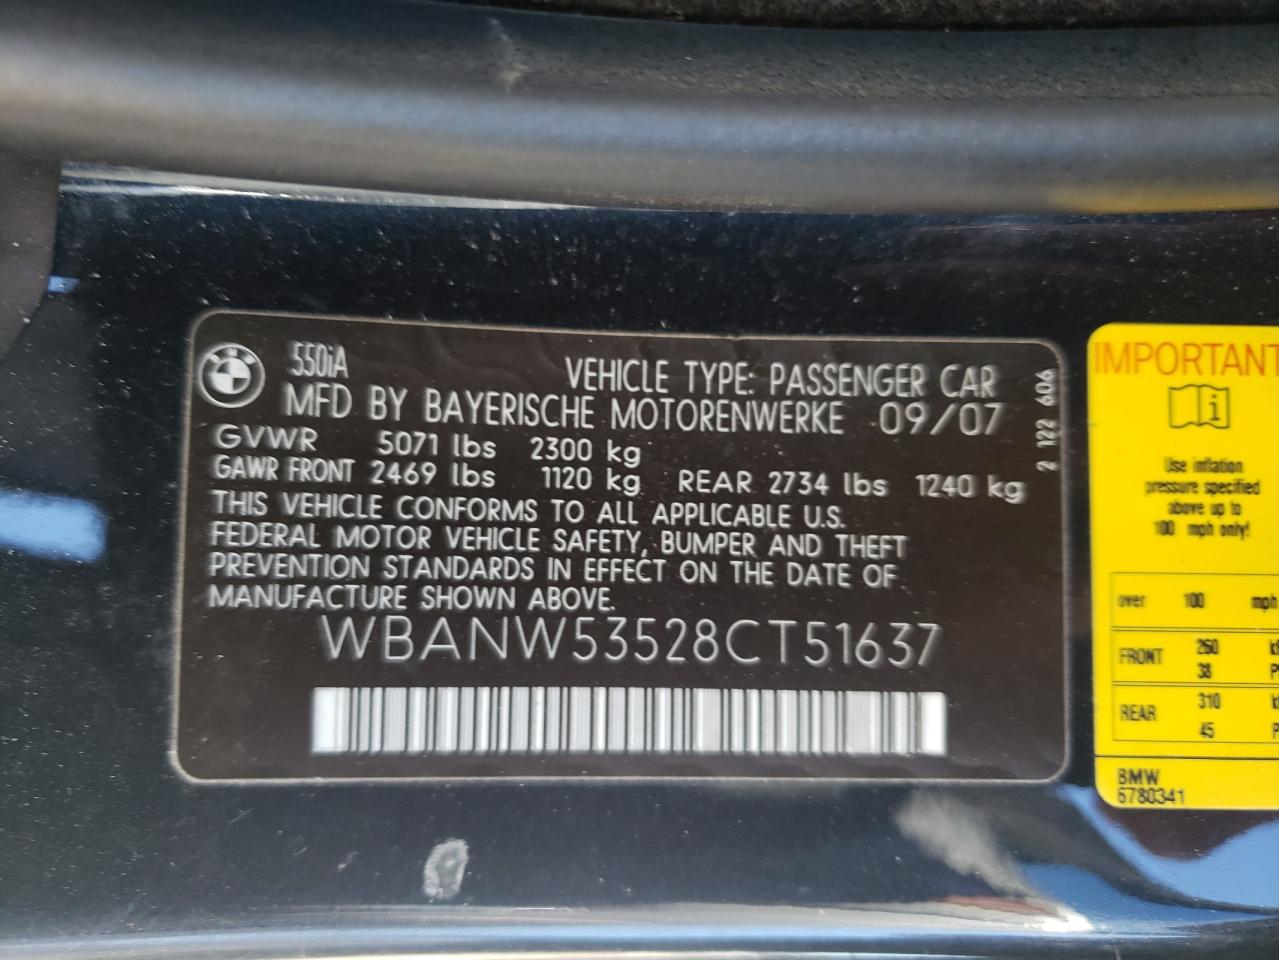 550iA
VEHICLE TYPE: PASSENGER CAR
MFD BY BAYERISCHE MOTORENWERKE 09/07
GVWR 5071 lbs 2300 kg
GAWR FRONT 2469 lbs 1120 kg REAR 2734 lbs 1240 kg
THIS VEHICLE CONFORMS TO ALL APPLICABLE U.S.
FEDERAL MOTOR VEHICLE SAFETY, BUMPER AND THEFT
PREVENTION STANDARDS IN EFFECT ON THE DATE OF
MANUFACTURE SHOWN ABOVE.
WBANW53528CT51637
2 122 606
IMPORTANT
Use inflation
pressure specified
above up to
100 mph only!
over 100 mph
FRONT 260
38
REAR 310
45
BMW
6780341